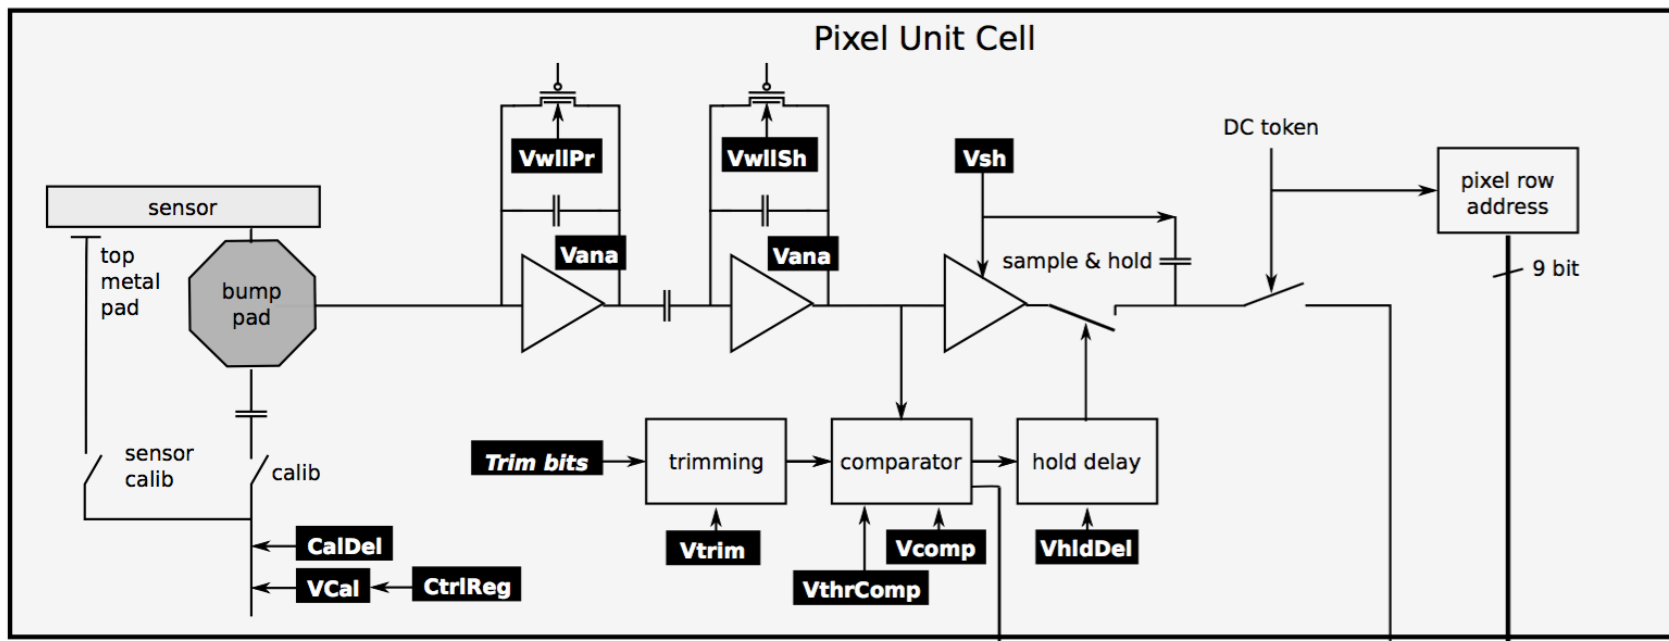 Pixel Unit Cell
VwllPr
VwllSh
Vsh
DC token
pixel row
address
sensor
top
metal
pad
bump
pad
Vana
Vana
sample & hold
9 bit
sensor
calib
calib
Trim bits
trimming
comparator
hold delay
CalDel
VCal
CtrlReg
Vtrim
Vcomp
VhldDel
VthrComp